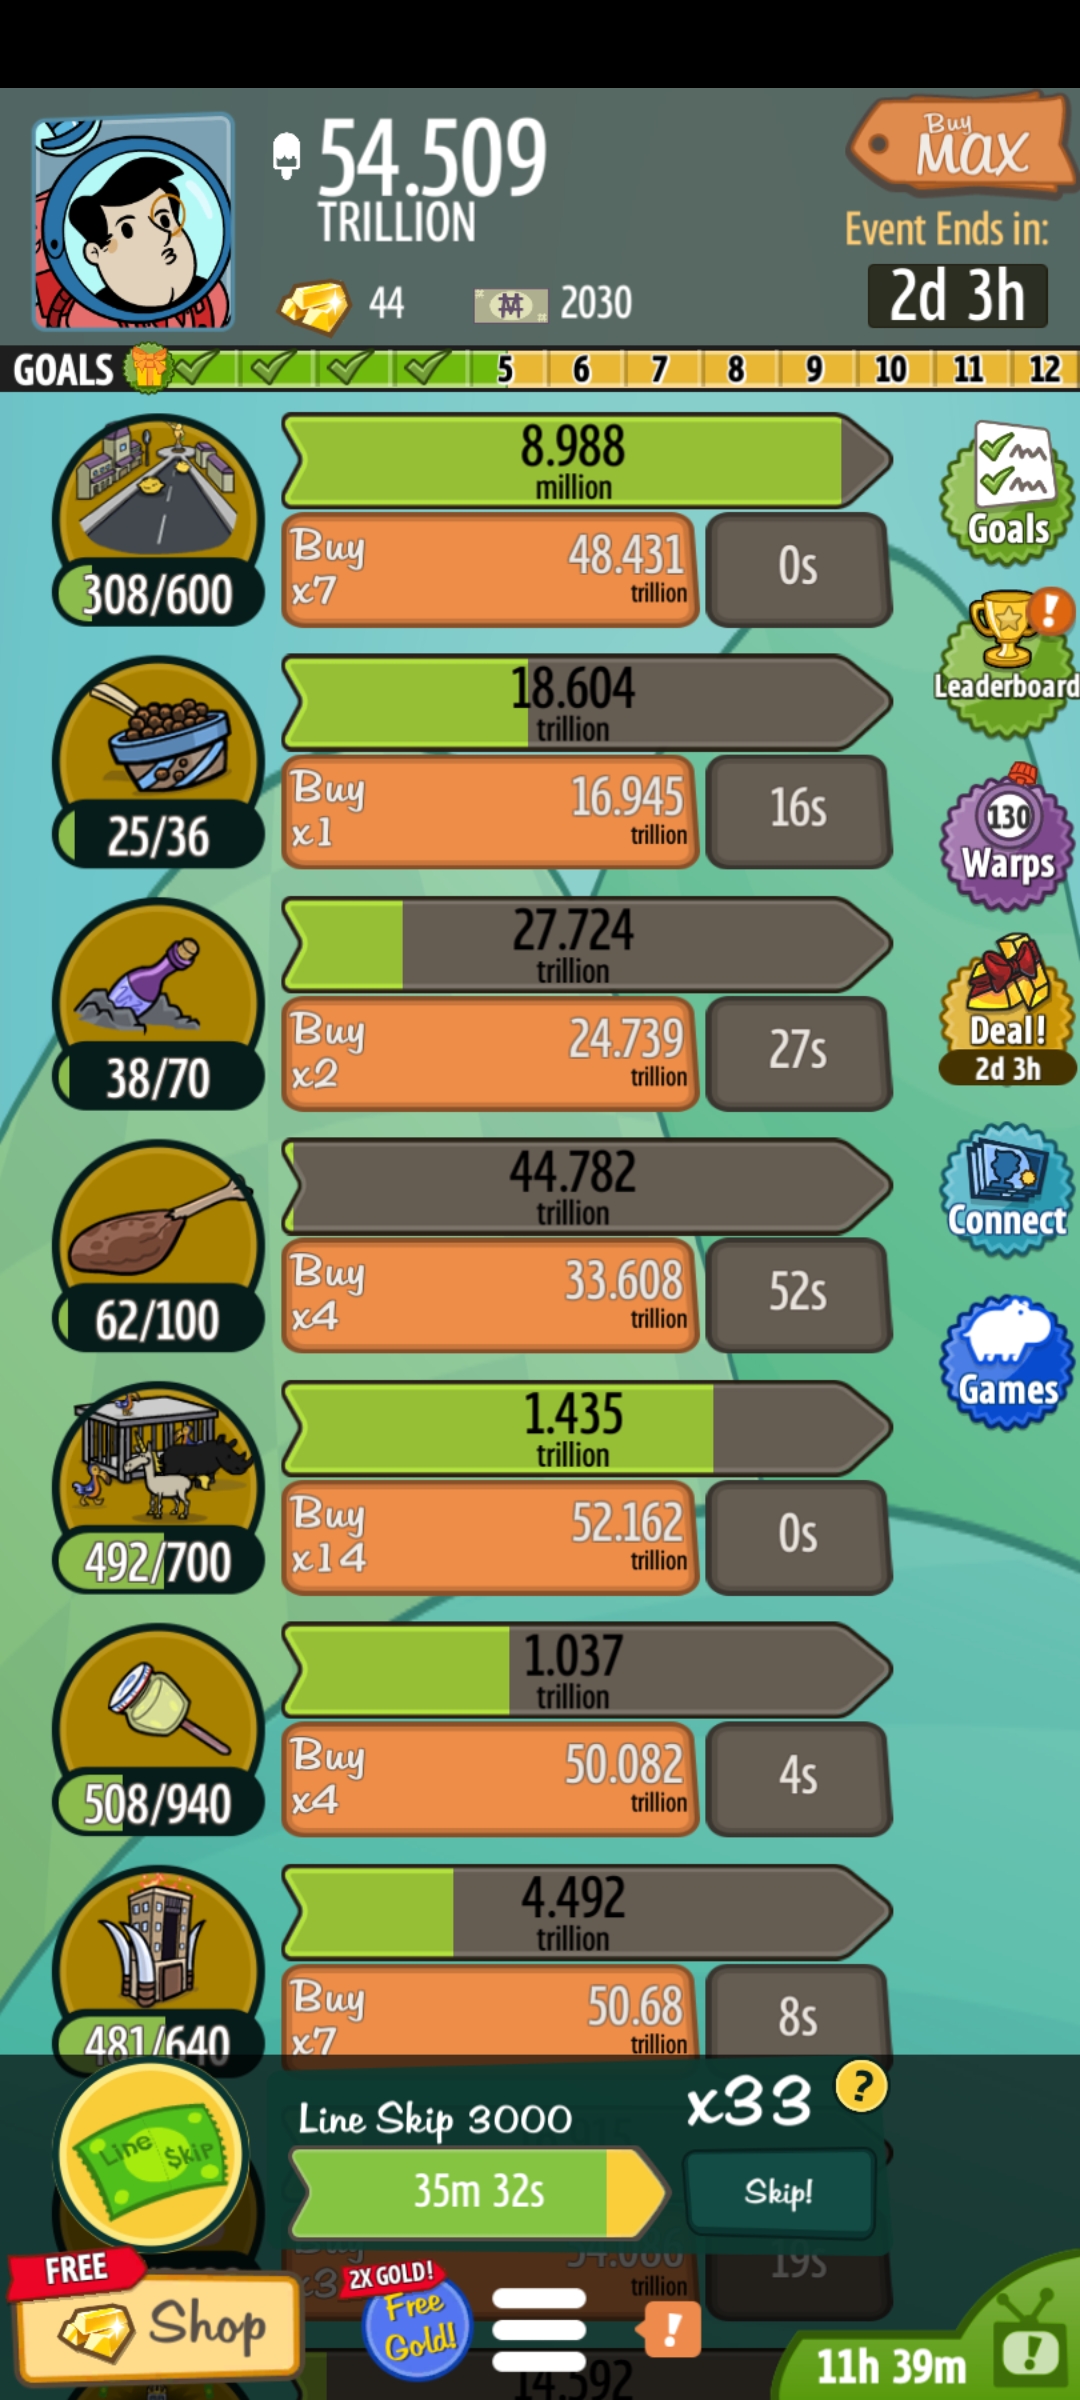 54.509
TRILLION
Buy
MAX
Event Ends in:
2d 3h
44
2030
GOALS
5 6 7 8 9 10 11 12
8.988
million
Buy
x7
48.431
trillion
0s
308/600
Goals
Leaderboard
18.604
trillion
Buy
x1
16.945
trillion
16s
25/36
130
Warps
27.724
trillion
Buy
x2
24.739
trillion
27s
38/70
Deal!
2d 3h
44.782
trillion
Buy
x4
33.608
trillion
52s
62/100
Connect
Games
1.435
trillion
Buy
x14
52.162
trillion
0s
492/700
1.037
trillion
Buy
x4
50.082
trillion
4s
508/940
4.492
trillion
Buy
x7
50.68
trillion
8s
481/640
Line Skip
Line Skip 3000
x33
?
35m 32s
Skip!
trillion
19s
FREE
Shop
2X GOLD!
Free
Gold!
!
11h 39m
!
14.592